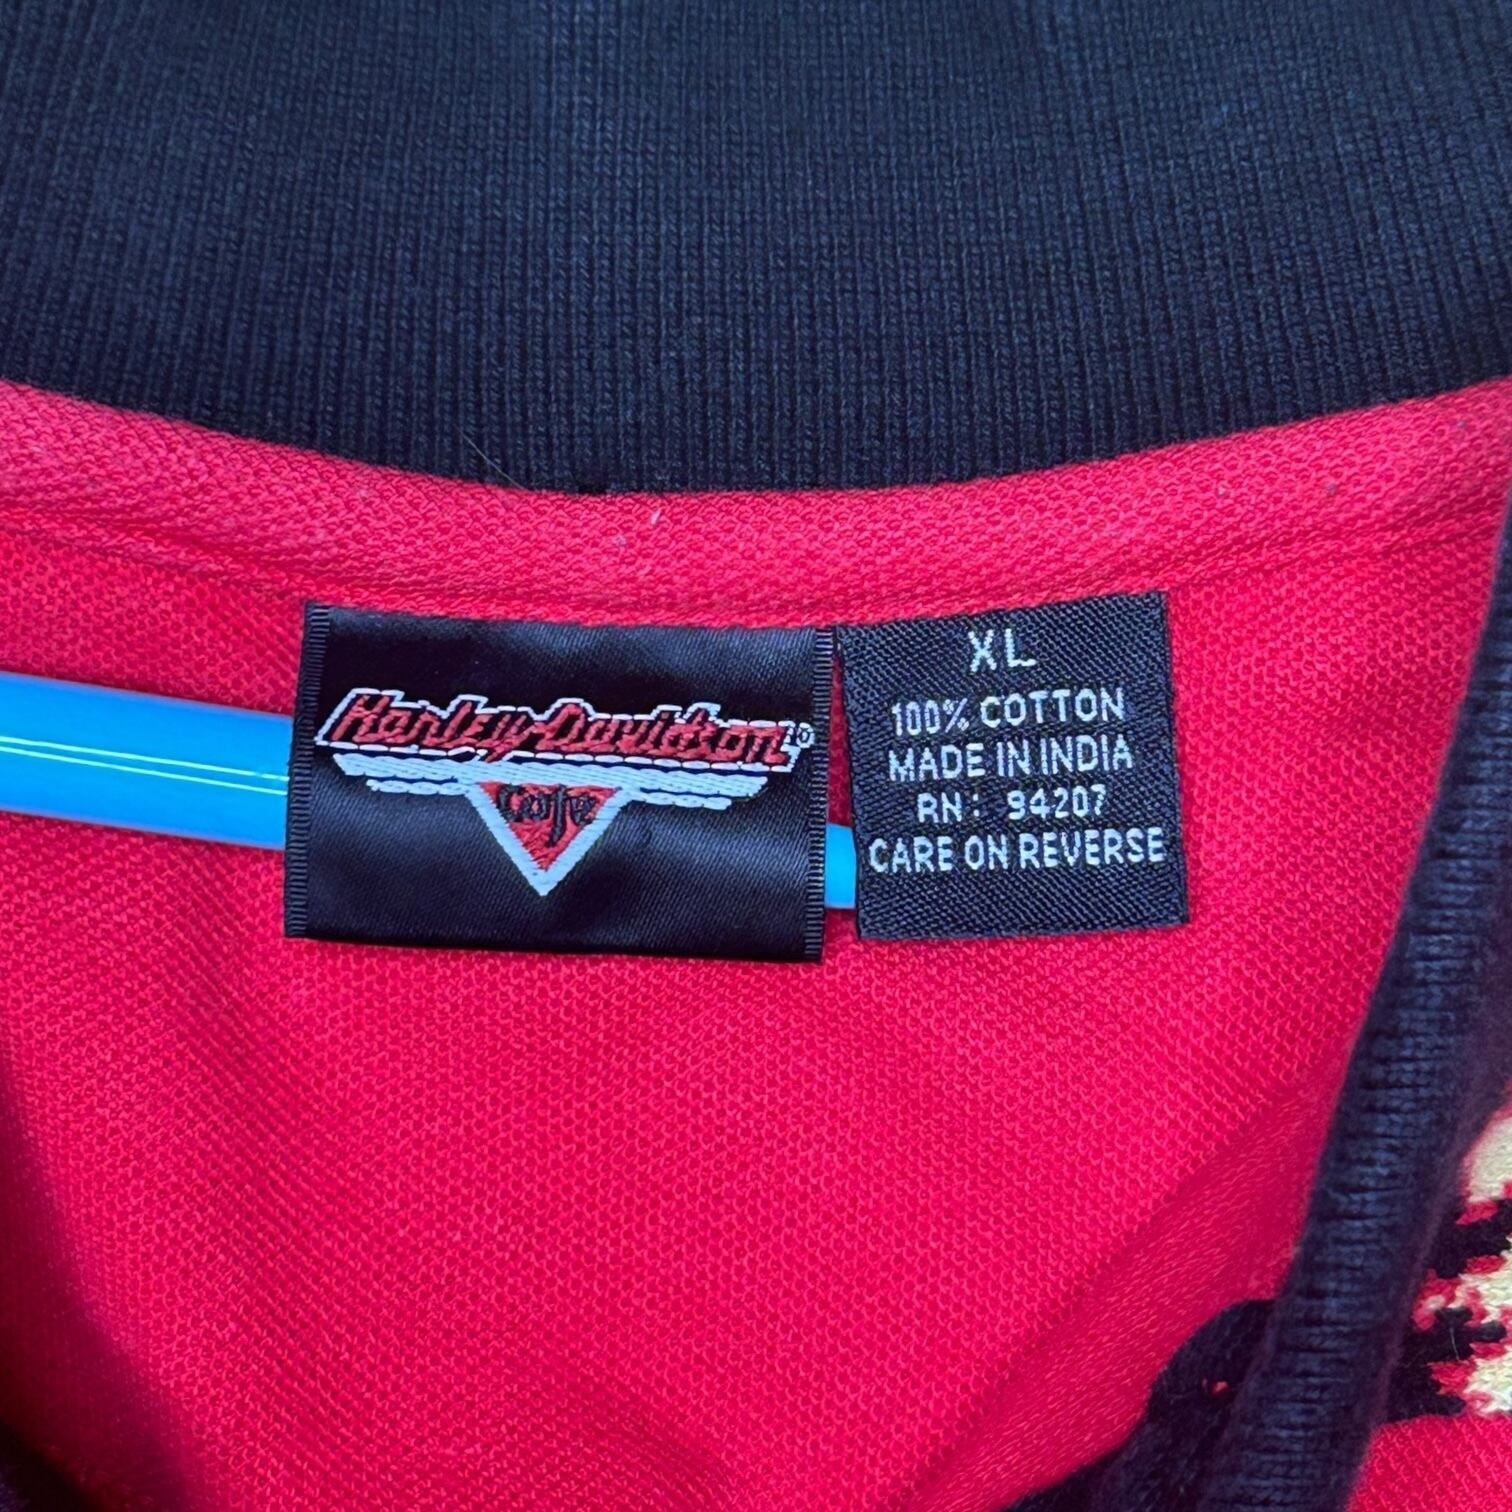 Harley-Davidson®
Cafe
XL
100% COTTON
MADE IN INDIA
RN: 94207
CARE ON REVERSE